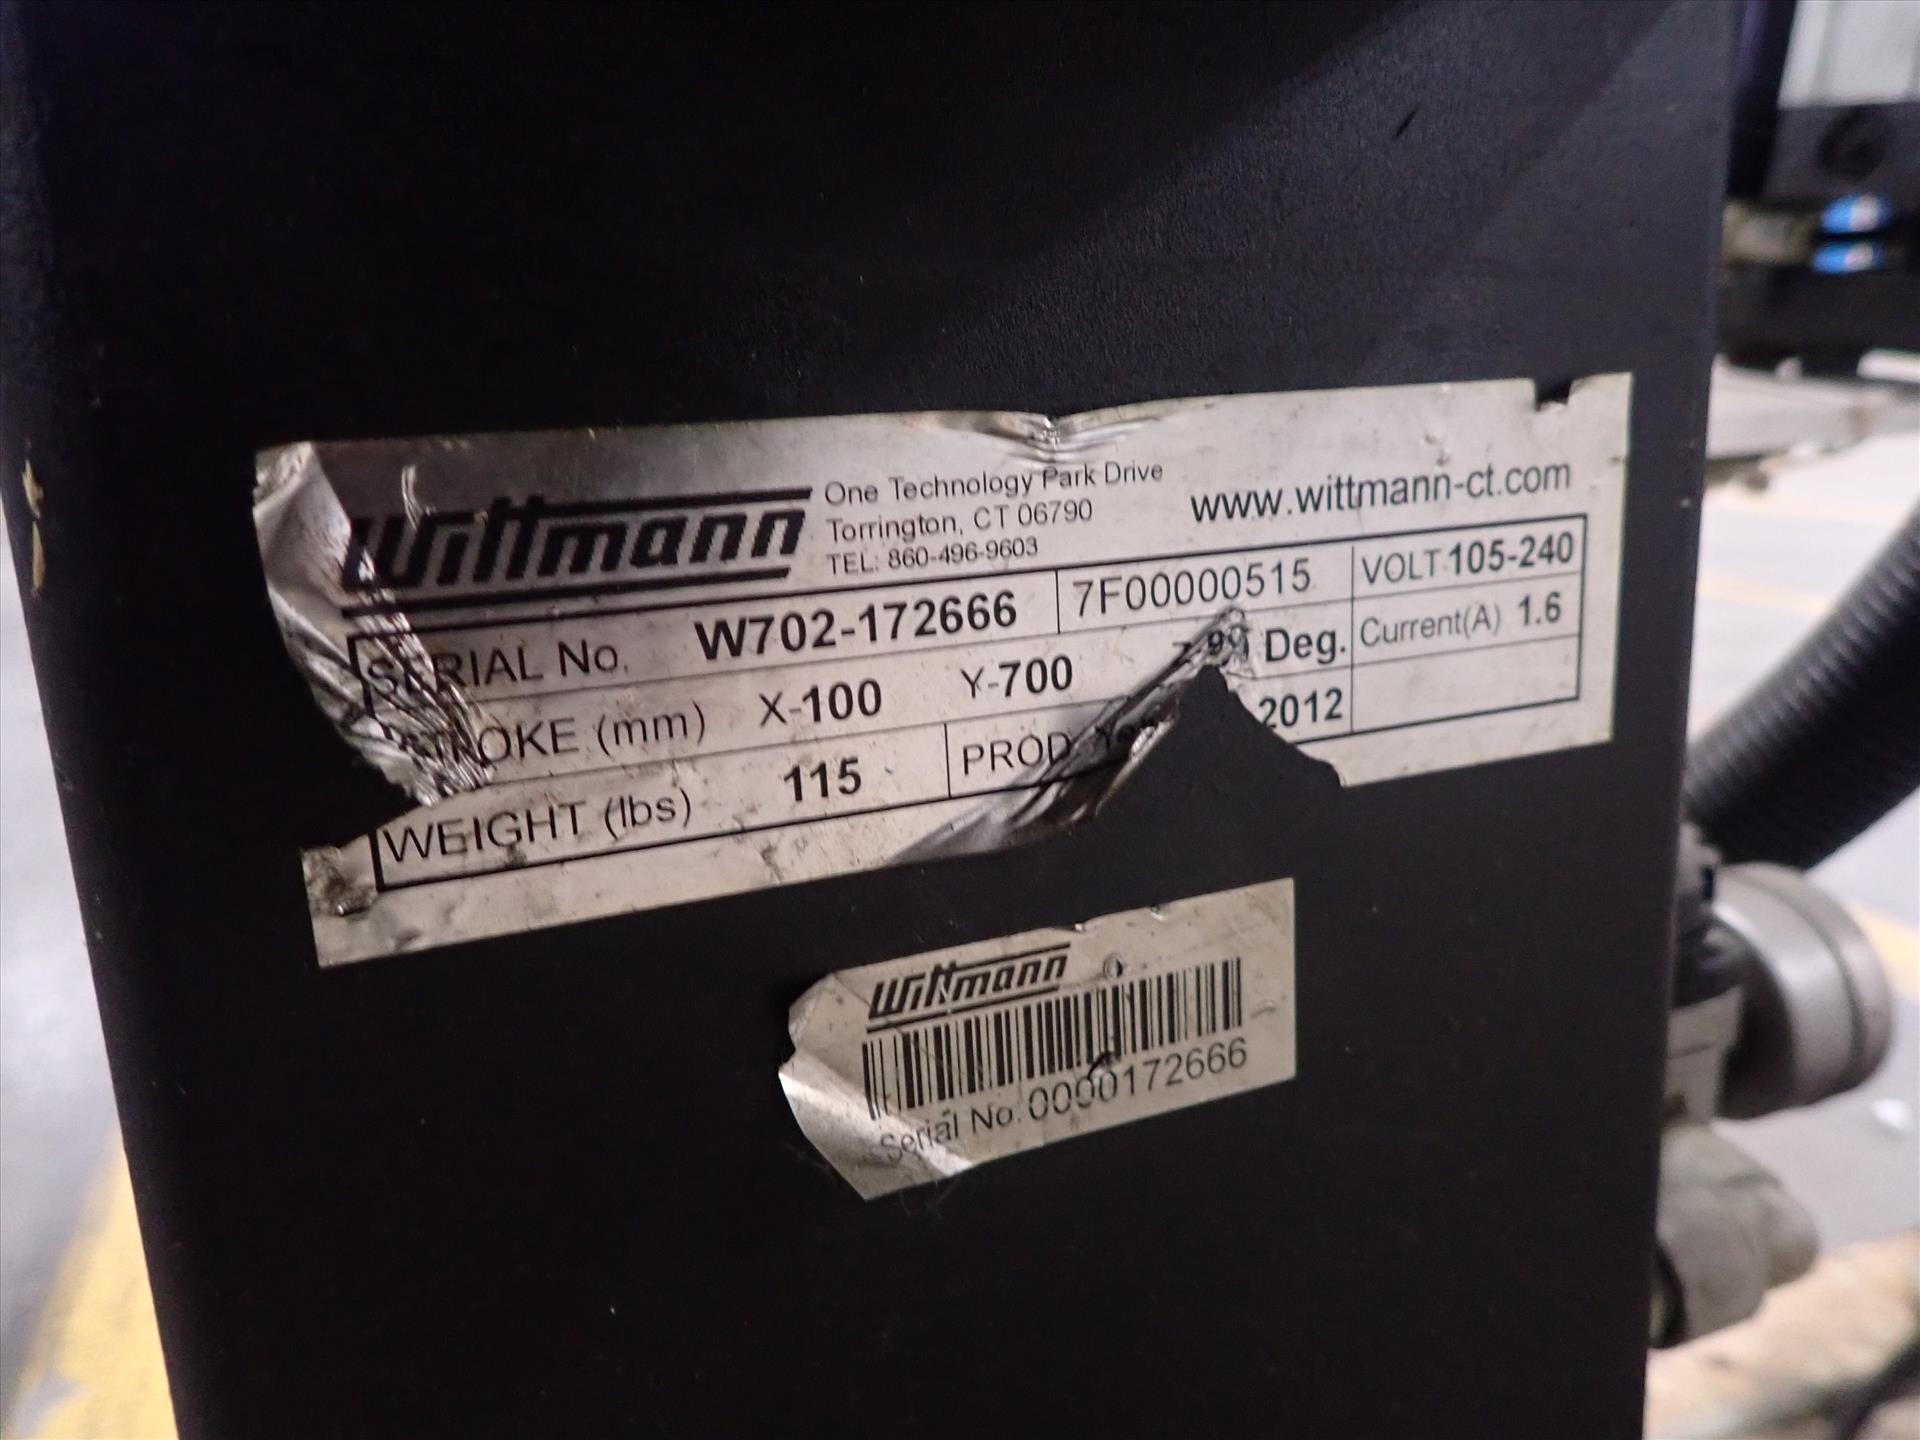 Wittmann
One Technology Park Drive
Torrington, CT 06790
TEL: 860-496-9603
www.wittmann-ct.com
SERIAL No. W702-172666 7F00000515 VOLT 105-240
STROKE (mm) X-100 Y-700 Deg. Current(A) 1.6
WEIGHT (lbs) 115 PROD 2012
Wittmann
Serial No. 0000172666